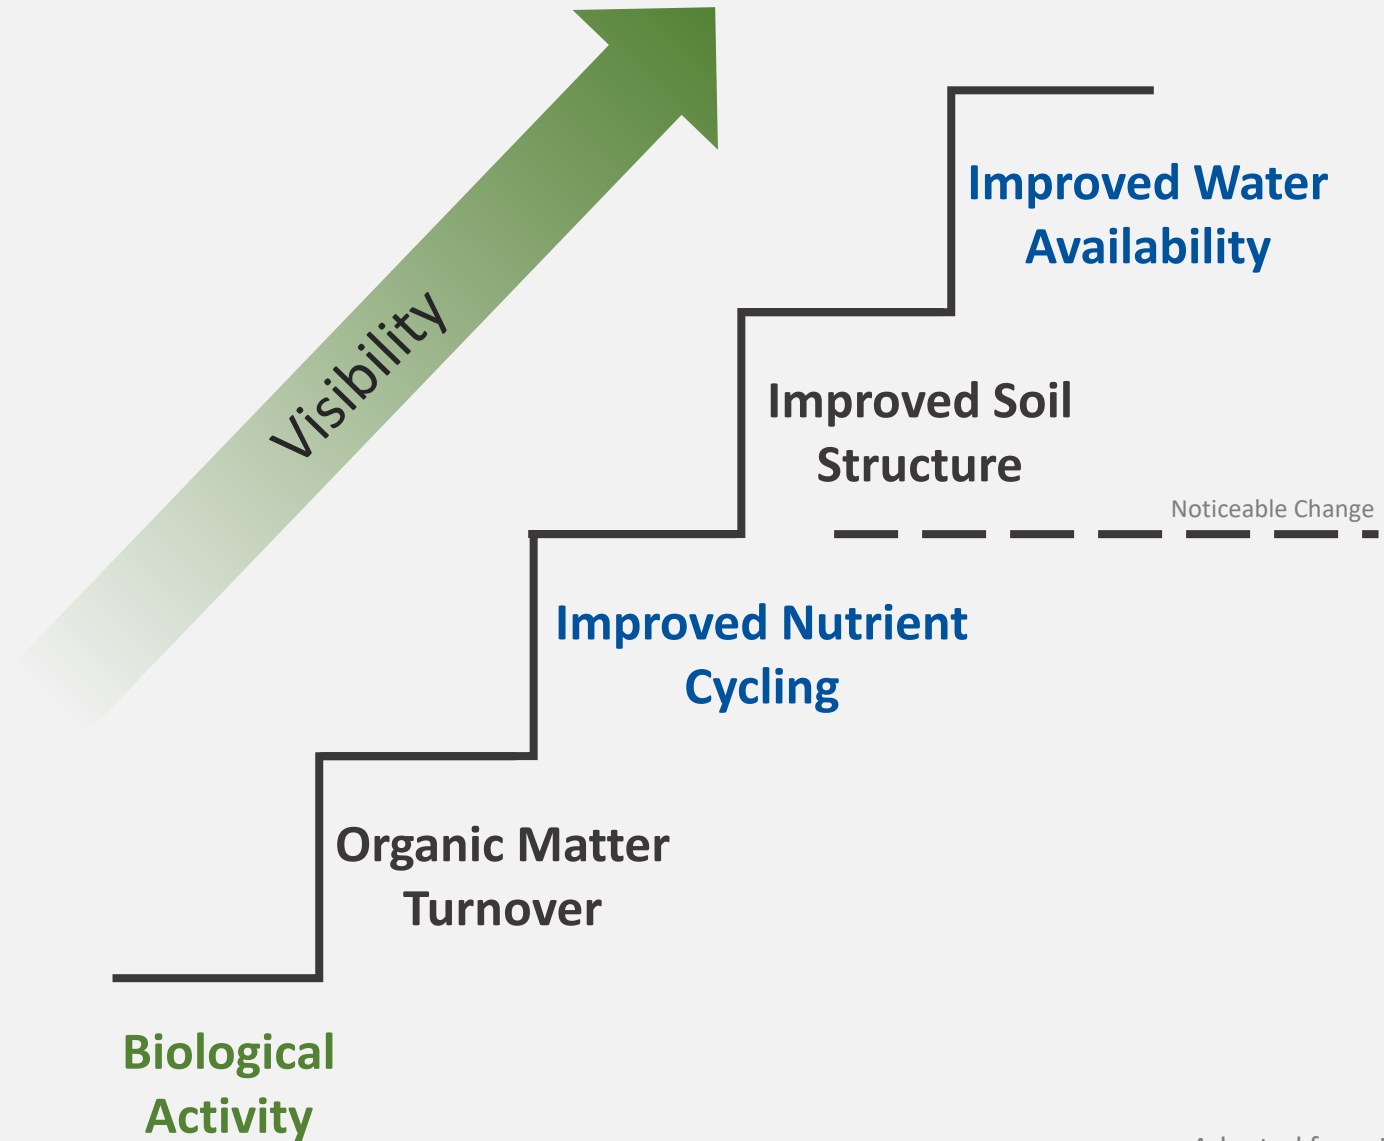 Improved Water
Availability
Visibility
Improved Soil
Structure
Noticeable Change
Improved Nutrient
Cycling
Organic Matter
Turnover
Biological
Activity